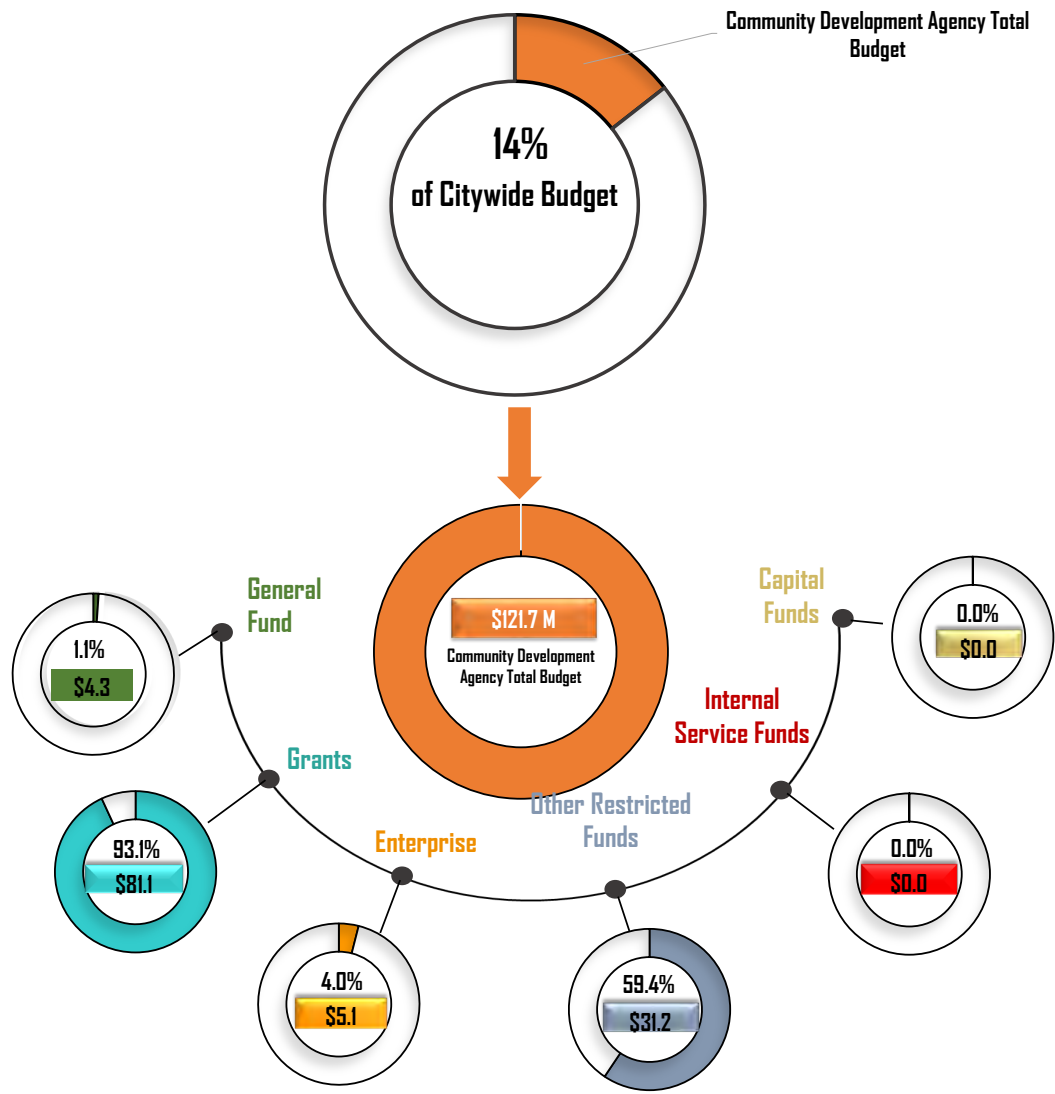 Community Development Agency Total
Budget
14%
of Citywide Budget
$121.7 M
Community Development
Agency Total Budget
General
Fund
1.1%
$4.3
Grants
93.1%
$81.1
Enterprise
4.0%
$5.1
Other Restricted
Funds
59.4%
$31.2
Internal
Service Funds
0.0%
$0.0
Capital
Funds
0.0%
$0.0